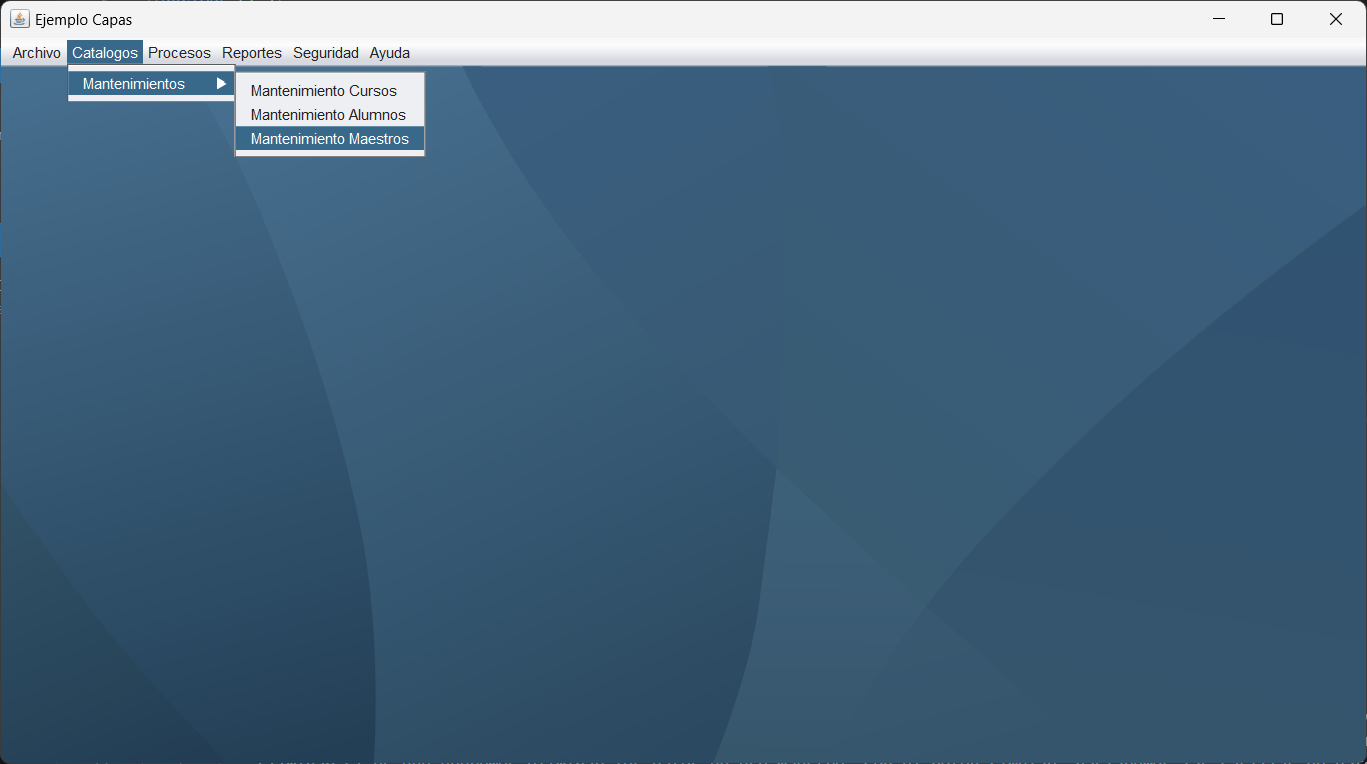 Ejemplo Capas
Archivo Catalogos Procesos Reportes Seguridad Ayuda
Mantenimientos
Mantenimiento Cursos
Mantenimiento Alumnos
Mantenimiento Maestros